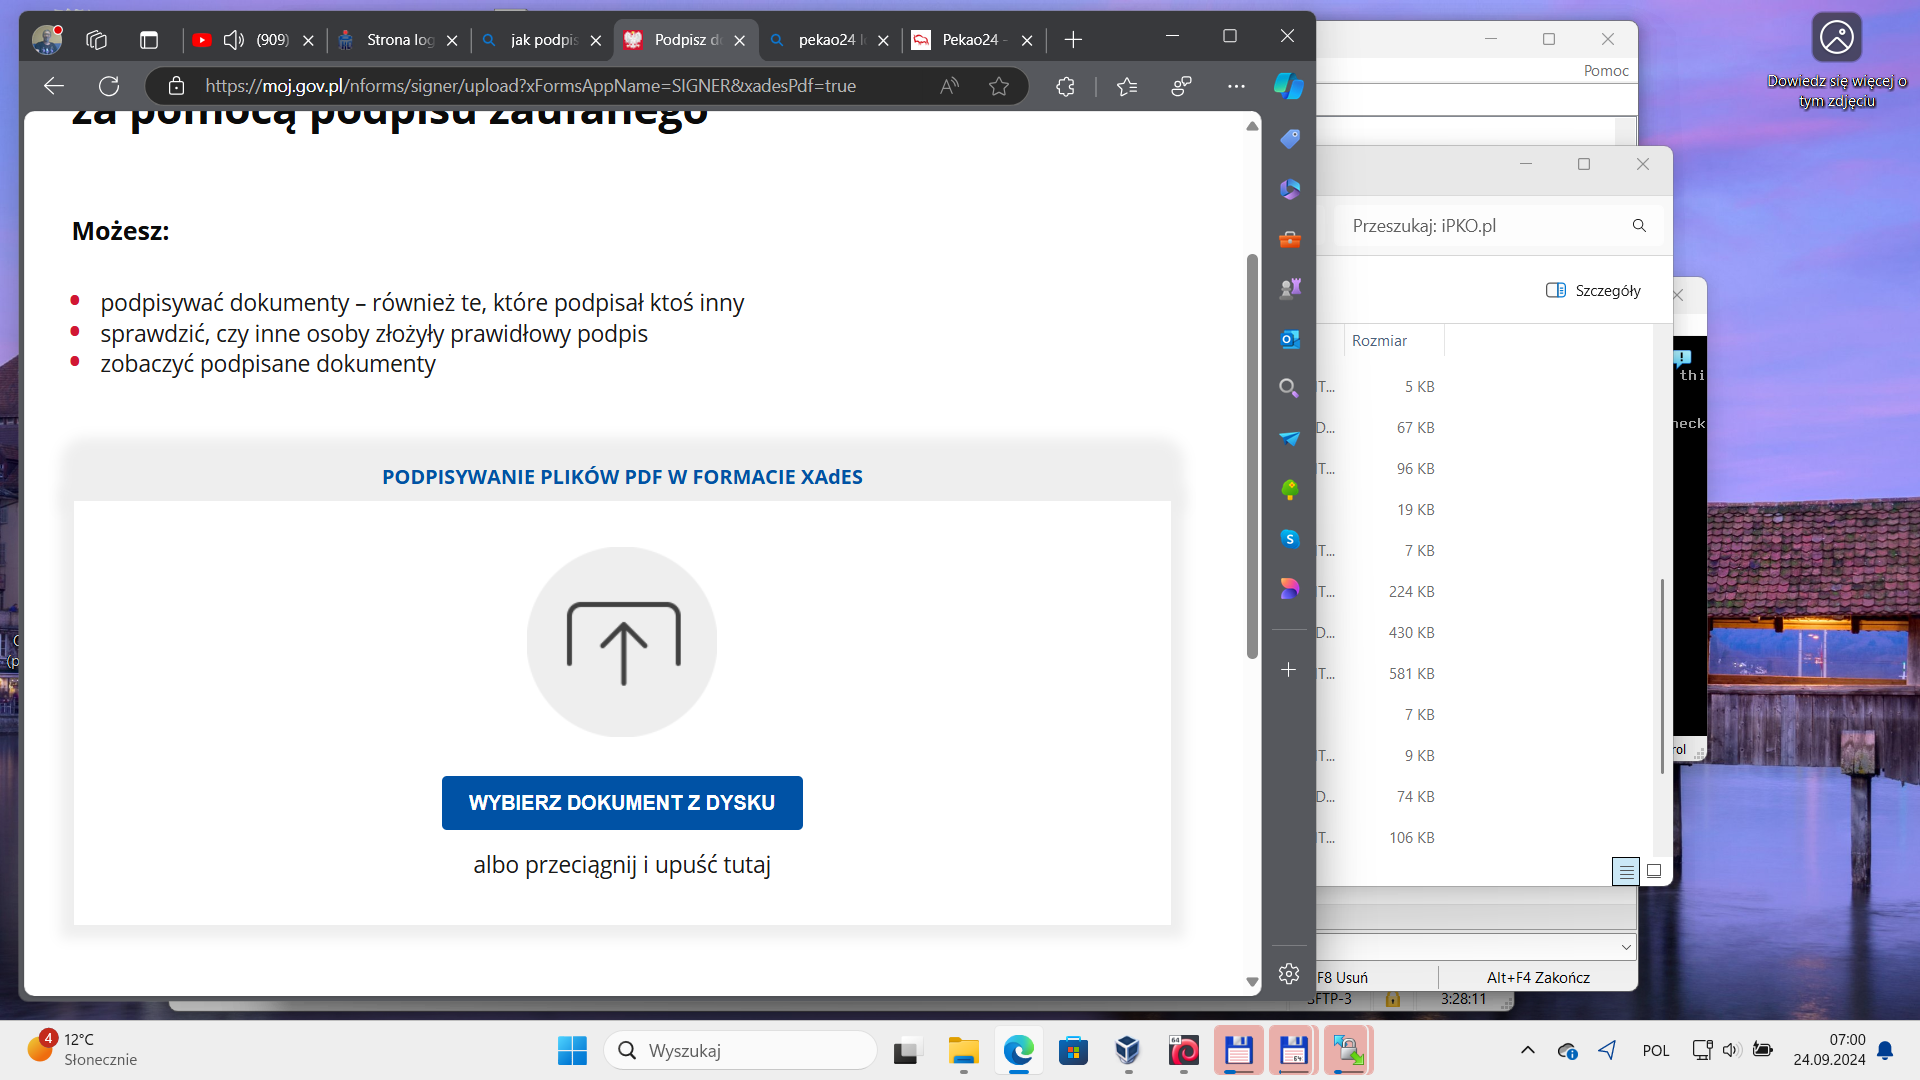 (909)
Strona log
jak podpis
Podpisz do
pekao24 l
Pekao24 -
https://moj.gov.pl/nforms/signer/upload?xFormsAppName=SIGNER&xadesPdf=true
za pomocą podpisu zaufanego
Możesz:
podpisywać dokumenty – również te, które podpisał ktoś inny
sprawdzić, czy inne osoby złożyły prawidłowy podpis
zobaczyć podpisane dokumenty
PODPISYWANIE PLIKÓW PDF W FORMACIE XAdES
WYBIERZ DOKUMENT Z DYSKU
albo przeciągnij i upuść tutaj
Pomoc
Przeszukaj: iPKO.pl
Szczegóły
Rozmiar
T... 5 KB
D... 67 KB
T... 96 KB
19 KB
T... 7 KB
T... 224 KB
D... 430 KB
T... 581 KB
7 KB
T... 9 KB
D... 74 KB
T... 106 KB
thi
heck
rol
F8 Usuń
Alt+F4 Zakończ
SFTP-3
3:28:11
Dowiedz się więcej o
tym zdjęciu
4
12°C
Słonecznie
Wyszukaj
64
64
POL
07:00
24.09.2024